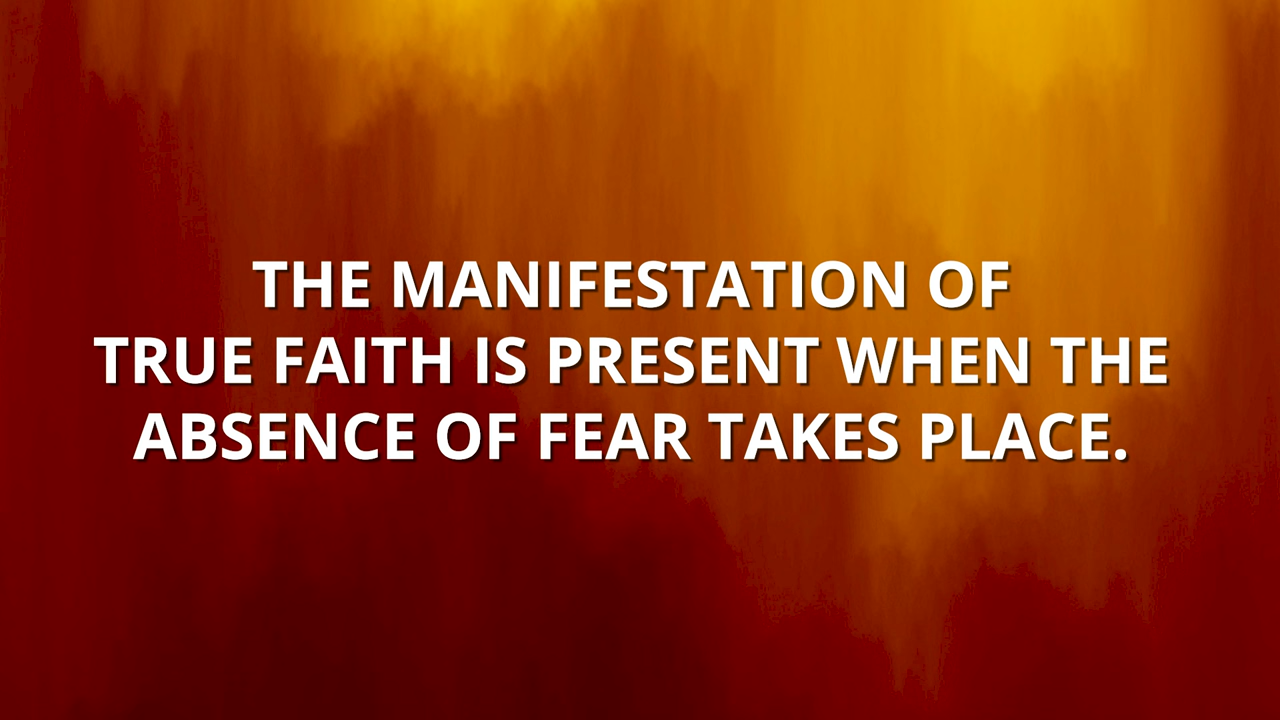 THE MANIFESTATION OF
TRUE FAITH IS PRESENT WHEN THE
ABSENCE OF FEAR TAKES PLACE.